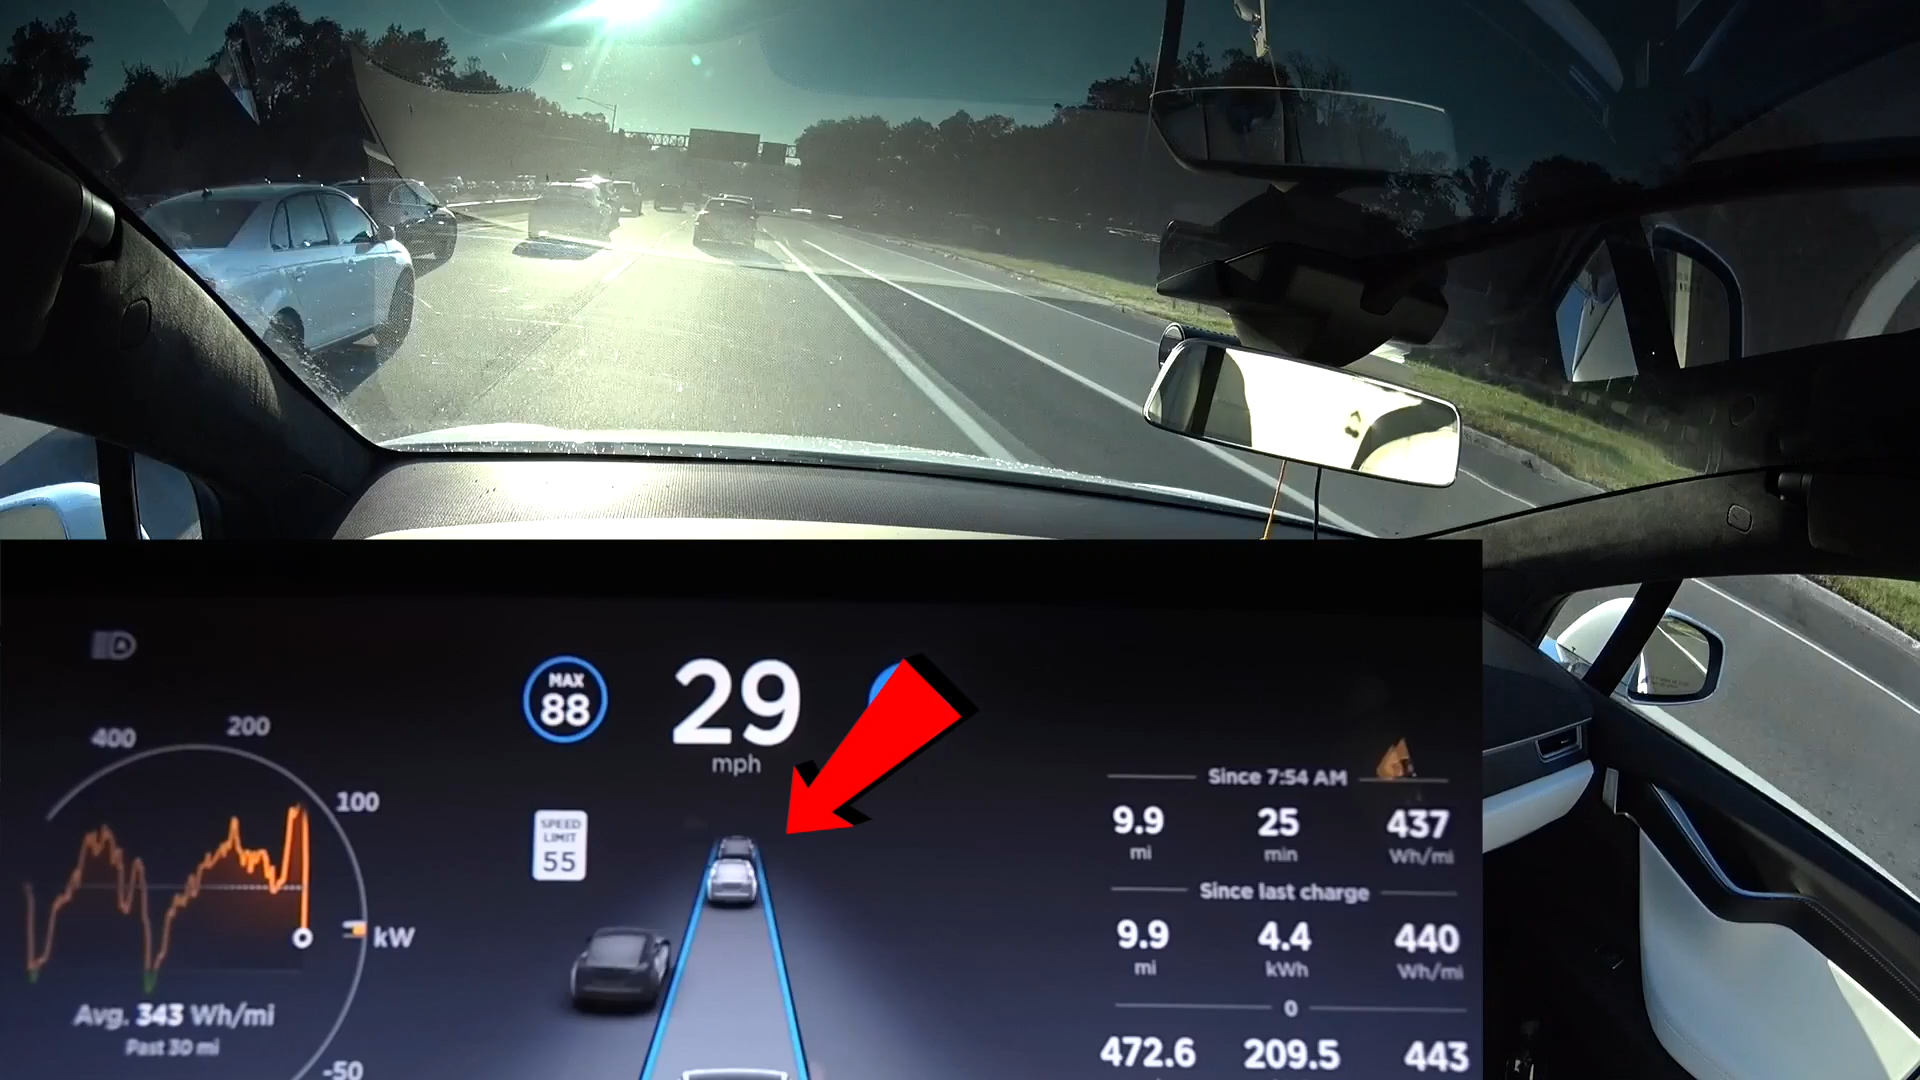 MAX
88
29
mph
400
200
100
kW
-50
SPEED
LIMIT
55
Avg. 343 Wh/mi
Past 30 mi
Since 7:54 AM
9.9 25 437
mi min Wh/mi
Since last charge
9.9 4.4 440
mi kWh Wh/mi
0
472.6 209.5 443